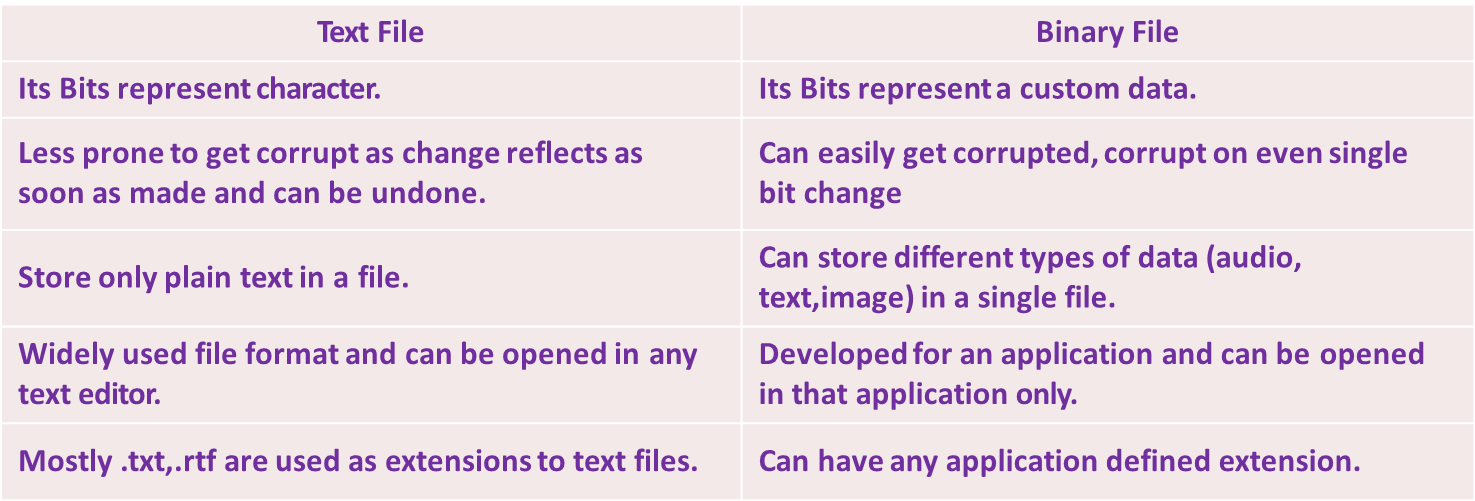 Text File
Binary File
Its Bits represent character.
Its Bits represent a custom data.
Less prone to get corrupt as change reflects as
soon as made and can be undone.
Can easily get corrupted, corrupt on even single
bit change
Store only plain text in a file.
Can store different types of data (audio,
text,image) in a single file.
Widely used file format and can be opened in any
text editor.
Developed for an application and can be opened
in that application only.
Mostly .txt,.rtf are used as extensions to text files.
Can have any application defined extension.